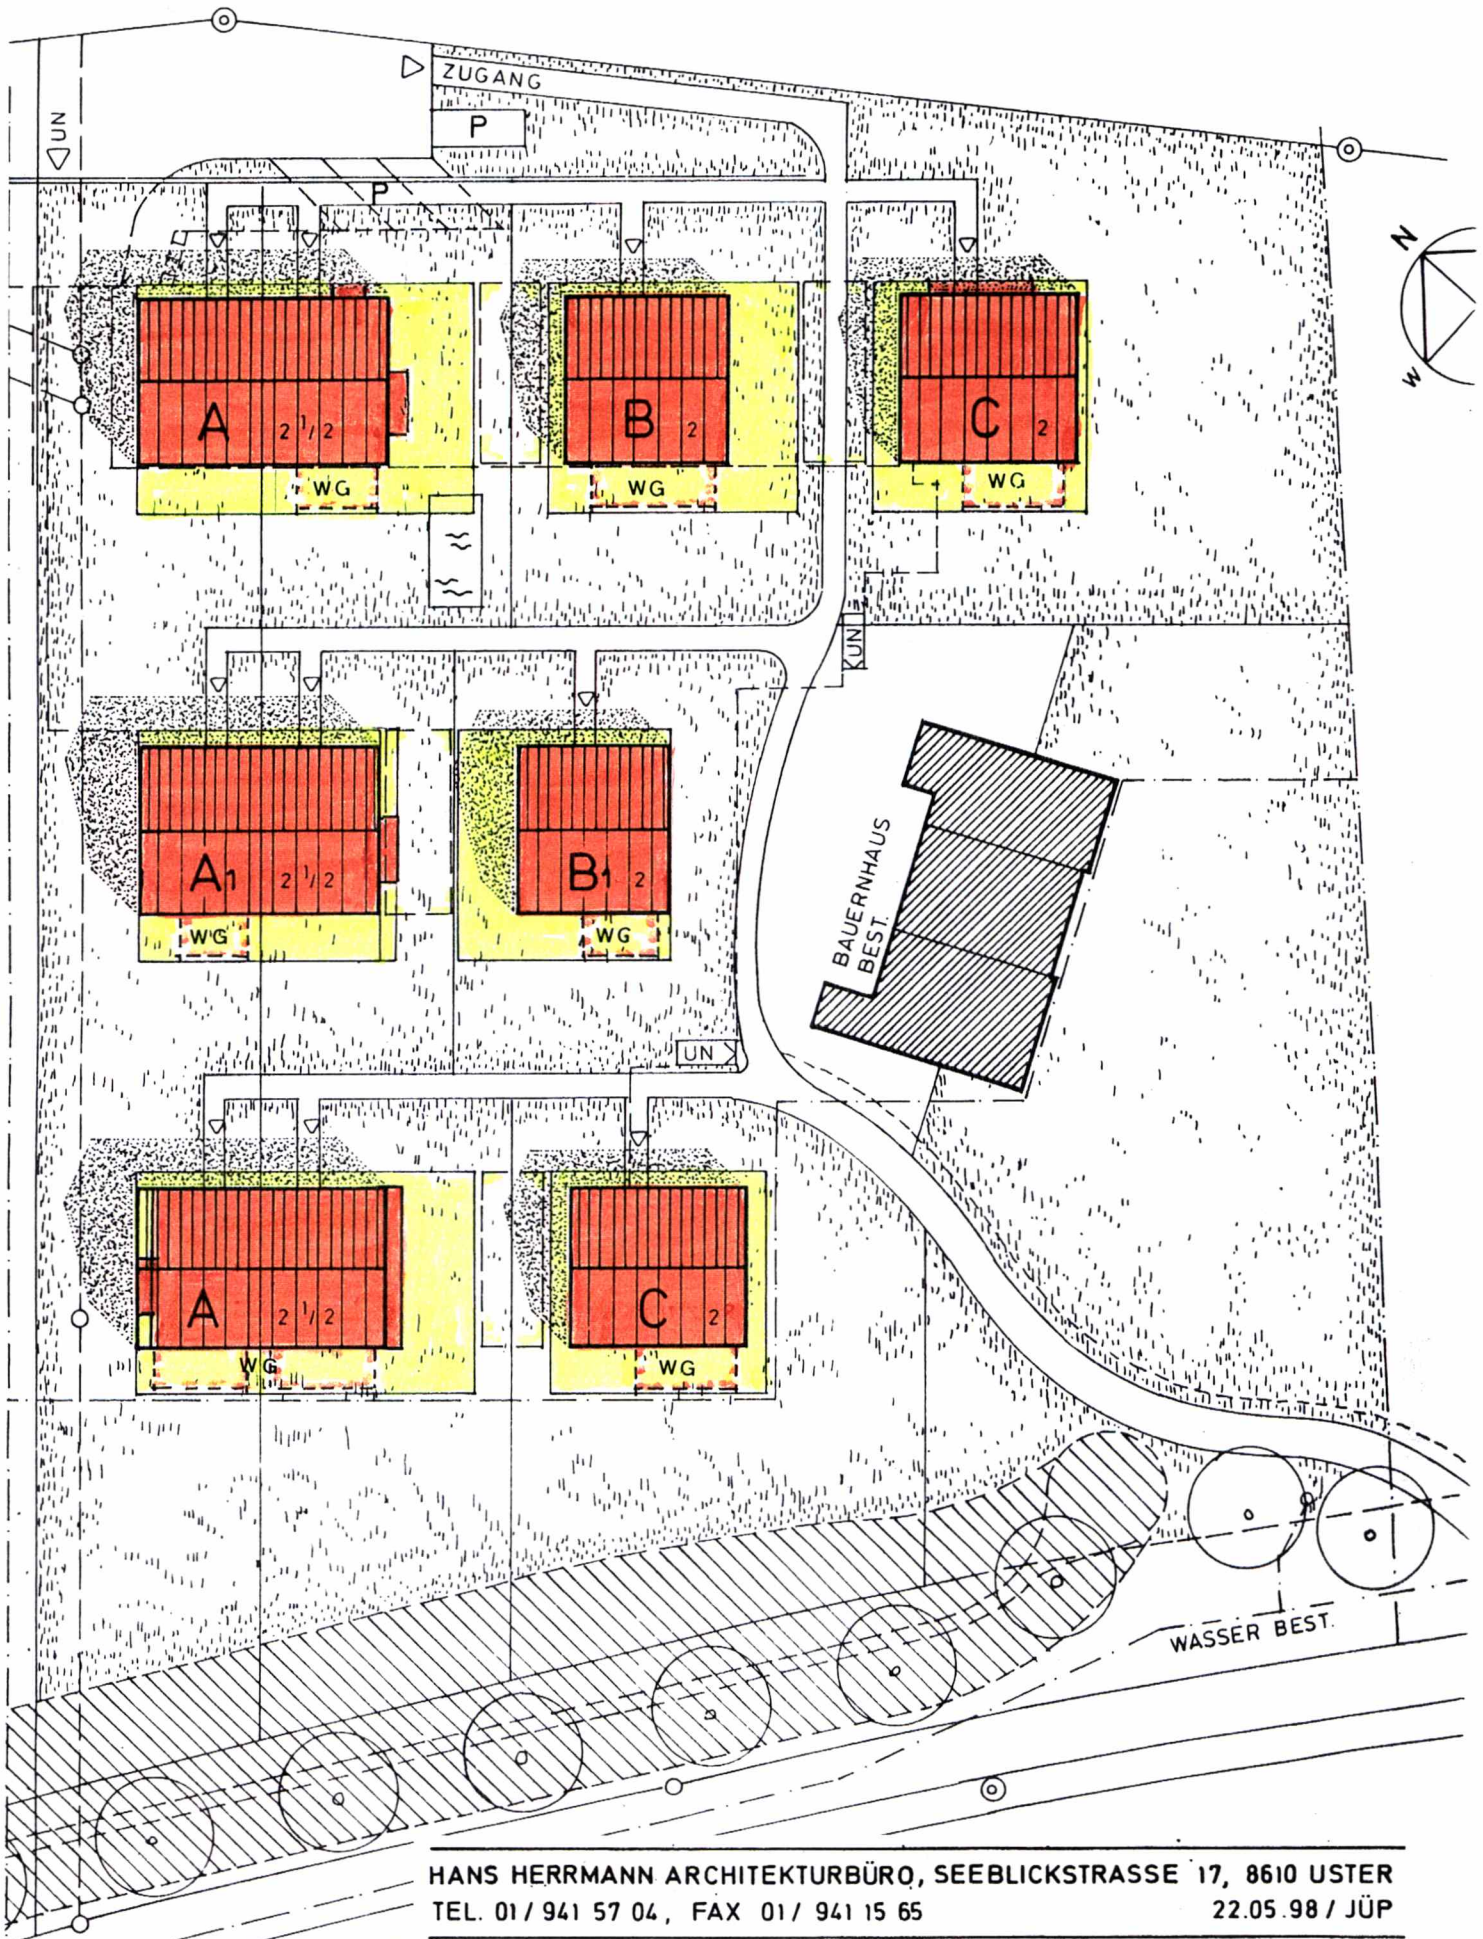 ZUGANG
P
UN
P
N
W
A 2 1/2
B 2
C 2
WG
WG
WG
UN
A1 2 1/2
B1 2
BAUERNHAUS
BEST.
WG
WG
UN
A 2 1/2
C 2
WG
WG
WASSER BEST.
HANS HERRMANN ARCHITEKTURBÜRO, SEEBLICKSTRASSE 17, 8610 USTER
TEL. 01 / 941 57 04, FAX 01 / 941 15 65 22.05.98 / JÜP